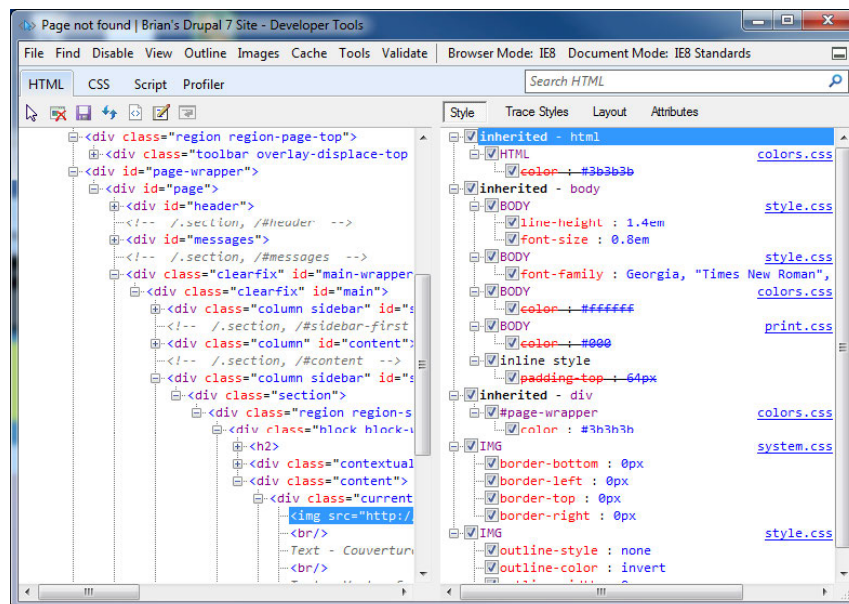 Page not found | Brian's Drupal 7 Site - Developer Tools
File Find Disable View Outline Images Cache Tools Validate Browser Mode: IE8 Document Mode: IE8 Standards
HTML CSS Script Profiler
Search HTML
Style Trace Styles Layout Attributes
<div class="region region-page-top">
<div class="toolbar overlay-displace-top
<div id="page-wrapper">
<div id="page">
<div id="header">
<!-- /.section, /#header -->
<div id="messages">
<!-- /.section, /#messages -->
<div class="clearfix" id="main-wrapper
<div class="clearfix" id="main">
<div class="column sidebar" id="s
<!-- /.section, /#sidebar-first
<div class="column" id="content">
<!-- /.section, /#content -->
<div class="column sidebar" id="s
<div class="section">
<div class="region region-s
<div class="block block-
<h2>
<div class="contextual
<div class="content">
<div class="current
<img src="http:/
<br/>
Text - Couverture
<br/>
inherited - html
HTML colors.css
color : #3b3b3b
inherited - body
BODY style.css
line-height : 1.4em
font-size : 0.8em
BODY style.css
font-family : Georgia, "Times New Roman",
BODY colors.css
color : #ffffff
BODY print.css
color : #000
inline style
padding-top : 64px
inherited - div
#page-wrapper colors.css
color : #3b3b3b
IMG system.css
border-bottom : 0px
border-left : 0px
border-top : 0px
border-right : 0px
IMG style.css
outline-style : none
outline-color : invert